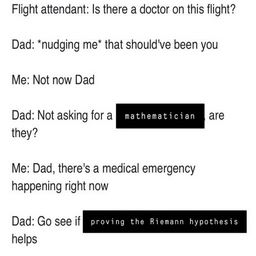 Flight attendant: Is there a doctor on this flight?
Dad: *nudging me* that should've been you
Me: Not now Dad
Dad: Not asking for a mathematician, are
they?
Me: Dad, there's a medical emergency
happening right now
Dad: Go see if proving the Riemann hypothesis
helps